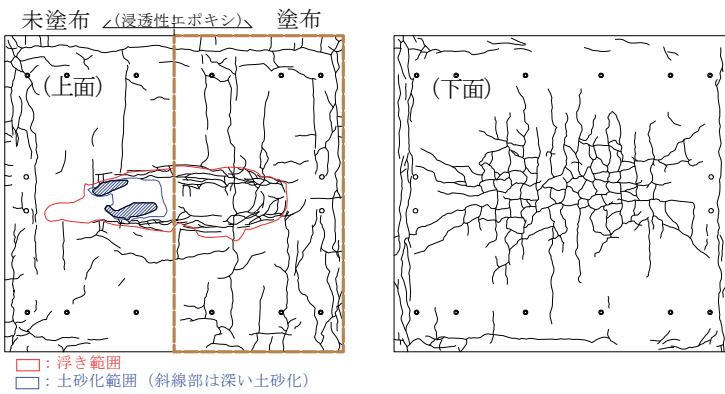 未塗布 (浸透性エポキシ) 塗布
(上面)
(下面)
：浮き範囲
：土砂化範囲（斜線部は深い土砂化）